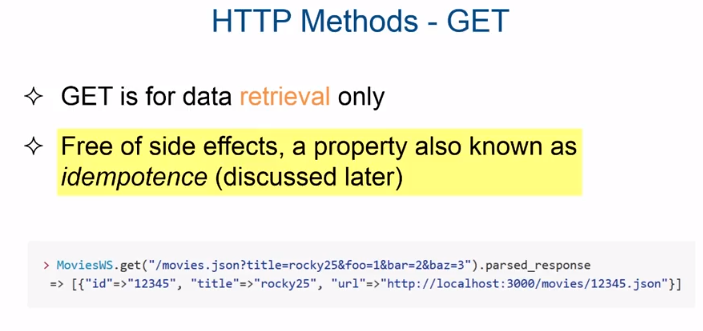 HTTP Methods - GET
✧ GET is for data retrieval only
✧ Free of side effects, a property also known as
idempotence (discussed later)
> MoviesWS.get("/movies.json?title=rocky25&foo=1&bar=2&baz=3").parsed_response
=> [{"id"=>"12345", "title"=>"rocky25", "url"=>"http://localhost:3000/movies/12345.json"}]